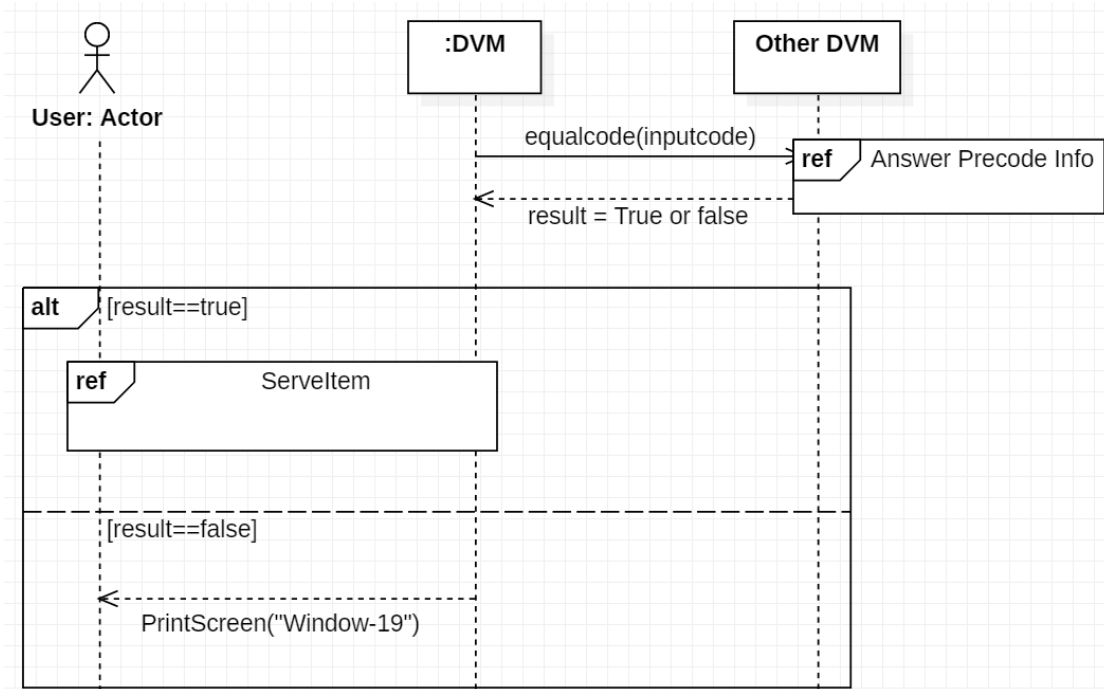 :DVM
Other DVM
User: Actor
equalcode(inputcode)
ref
Answer Precode Info
result = True or false
alt
[result==true]
ref
ServeItem
[result==false]
PrintScreen("Window-19")